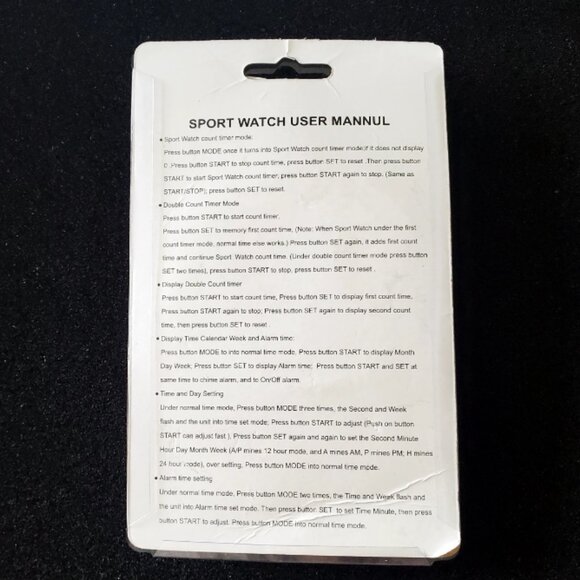 SPORT WATCH USER MANNUL
• Sport Watch count timer mode:
Press button MODE once it turns into Sport Watch count timer mode;if it does not display
0 ,Press button START to stop count time, press button SET to reset .Then press button
START to start Sport Watch count timer, press button START again to stop, (Same as
START/STOP); press button SET to reset.
• Double Count Timer Mode
Press button START to start count timer,
Press button SET to memory first count time, (Note: When Sport Watch under the first
count timer mode, normal time else works.) Press button SET again, it adds first count
time and continue Sport Watch count time. (Under double count timer mode press button
SET two times), press button START to stop, press button SET to reset .
• Display Double Count timer
Press button START to start count time, Press button SET to display first count time,
Press button START again to stop; Press button SET again to display second count
time, then press button SET to reset .
• Display Time Calendar Week and Alarm time:
Press button MODE to into normal time mode, Press button START to display Month
Day Week; Press button SET to display Alarm time; Press button START and SET at
same time to chime alarm, and to On/Off alarm.
• Time and Day Setting
Under normal time mode, Press button MODE three times, the Second and Week
flash and the unit into time set mode; Press button START to adjust (Push on button
START can adjust fast ), Press button SET again and again to set the Second Minute
Hour Day Month Week (A/P mines 12 hour mode, and A mines AM, P mines PM; H mines
24 hour mode), over setting, Press button MODE into normal time mode.
• Alarm time setting
Under normal time mode, Press button MODE two times, the Time and Week flash and
the unit into Alarm time set mode. Then press button SET to set Time Minute, then press
button START to adjust. Press button MODE into normal time mode.